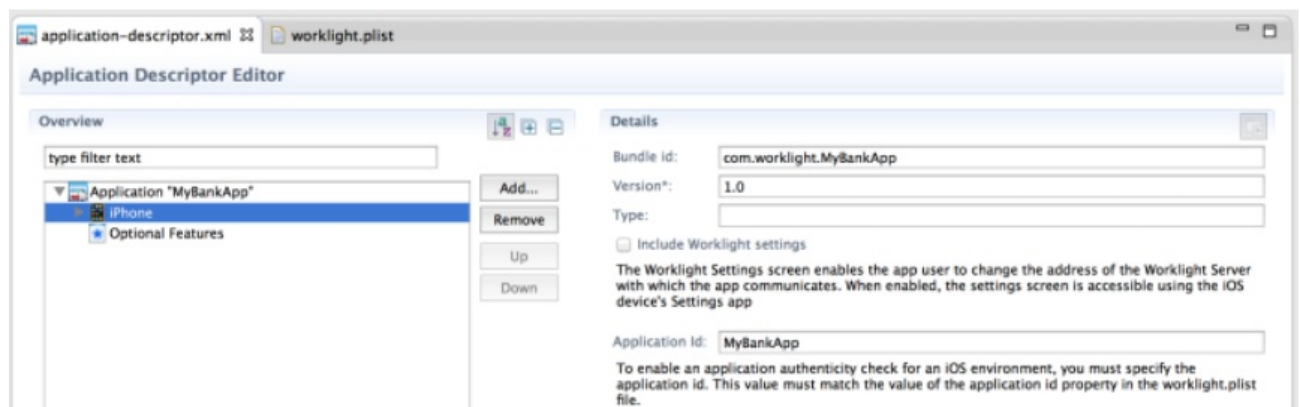 application-descriptor.xml
worklight.plist
Application Descriptor Editor
Overview
type filter text
Application "MyBankApp"
iPhone
Optional Features
Add...
Remove
Up
Down
Details
Bundle id: com.worklight.MyBankApp
Version*: 1.0
Type:
Include Worklight settings
The Worklight Settings screen enables the app user to change the address of the Worklight Server
with which the app communicates. When enabled, the settings screen is accessible using the iOS
device's Settings app
Application Id: MyBankApp
To enable an application authenticity check for an iOS environment, you must specify the
application id. This value must match the value of the application id property in the worklight.plist
file.